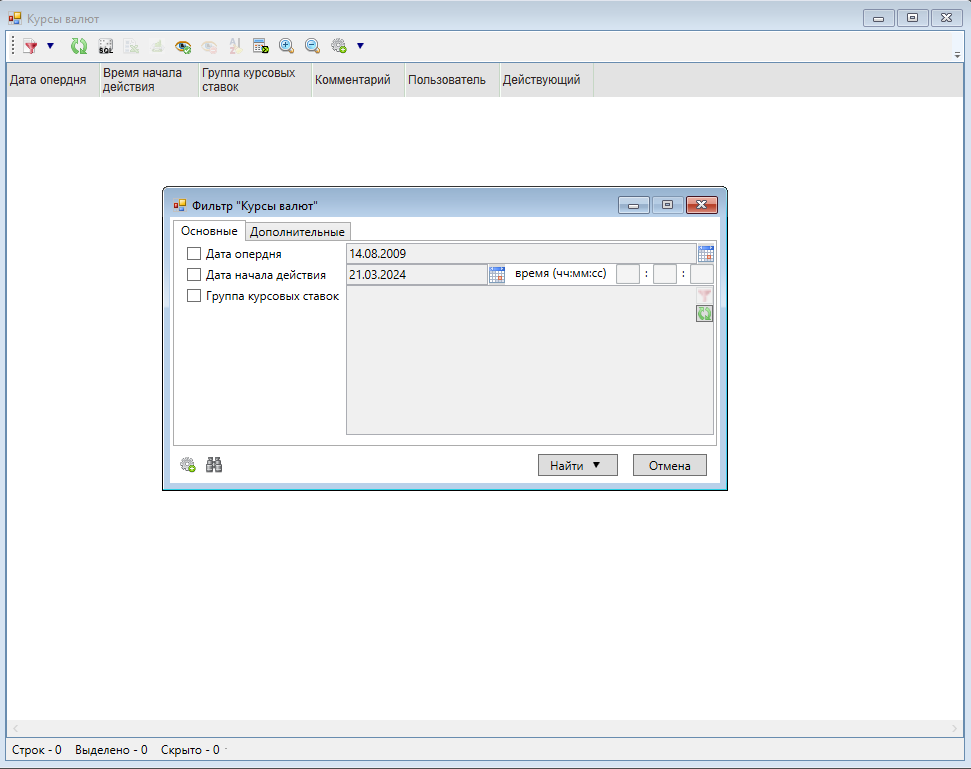 Курсы валют
SQL
Дата опердня
Время начала действия
Группа курсовых ставок
Комментарий
Пользователь
Действующий
Фильтр "Курсы валют"
Основные
Дополнительные
Дата опердня
14.08.2009
Дата начала действия
21.03.2024
время (чч:мм:сс)
:
:
Группа курсовых ставок
Найти
Отмена
Строк - 0
Выделено - 0
Скрыто - 0